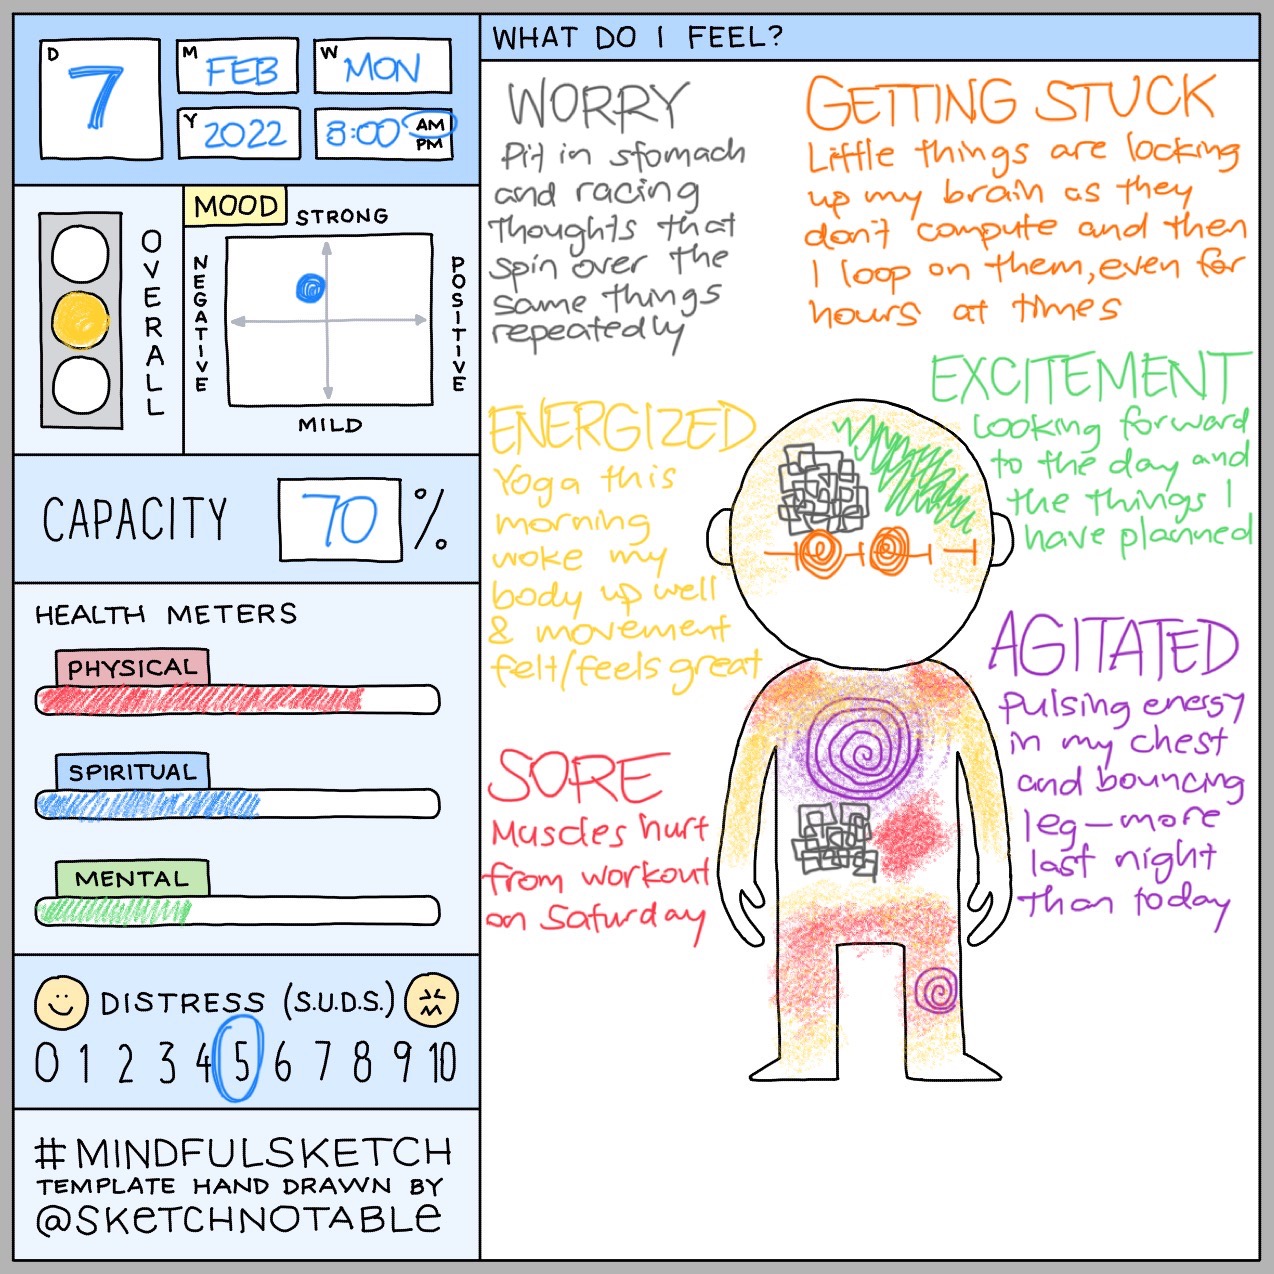 D
7
M
FEB
W
MON
Y
2022
8:00
AM
PM
OVERALL
MOOD
STRONG
NEGATIVE
POSITIVE
MILD
CAPACITY
70 %
HEALTH METERS
PHYSICAL
SPIRITUAL
MENTAL
DISTRESS (S.U.D.S.)
0 1 2 3 4 5 6 7 8 9 10
#MINDFULSKETCH
TEMPLATE HAND DRAWN BY
@SKETCHNOTABLE
WHAT DO I FEEL?
WORRY
Pit in stomach
and racing
thoughts that
spin over the
same things
repeatedly
GETTING STUCK
Little things are locking
up my brain as they
don't compute and then
I loop on them, even for
hours at times
EXCITEMENT
Looking forward
to the day and
the things I
have planned
ENERGIZED
Yoga this
morning
woke my
body up well
& movement
felt/feels great
AGITATED
Pulsing energy
in my chest
and bouncing
leg—more
last night
than today
SORE
Muscles hurt
from workout
on Saturday